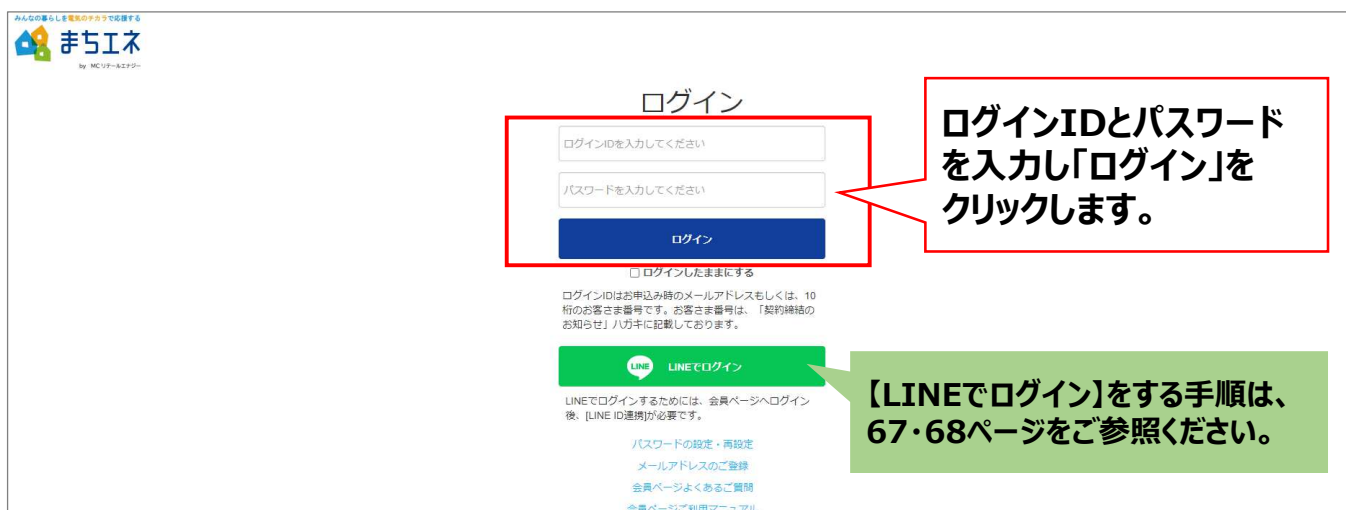 みんなの暮らしを電気のチカラで応援する
まちエネ
by MCリテールエナジー
ログイン
ログインIDを入力してください
パスワードを入力してください
ログイン
ログインしたままにする
ログインIDはお申込み時のメールアドレスもしくは、10
桁のお客さま番号です。お客さま番号は、「契約締結の
お知らせ」ハガキに記載しております。
LINE LINEでログイン
LINEでログインするためには、会員ページへログイン
後、[LINE ID連携]が必要です。
パスワードの設定・再設定
メールアドレスのご登録
会員ページよくあるご質問
会員ページご利用マニュアル
ログインIDとパスワード
を入力し「ログイン」を
クリックします。
【LINEでログイン】をする手順は、
67・68ページをご参照ください。